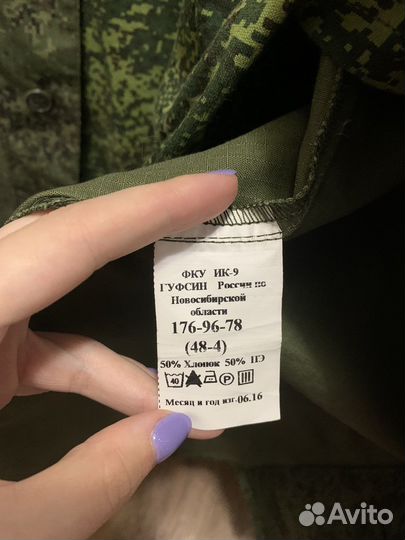 ФКУ ИК-9
ГУФСИН России по
Новосибирской
области
176-96-78
(48-4)
50% Хлопок 50% ПЭ
40 P
Месяц и год изг.06.16
Avito